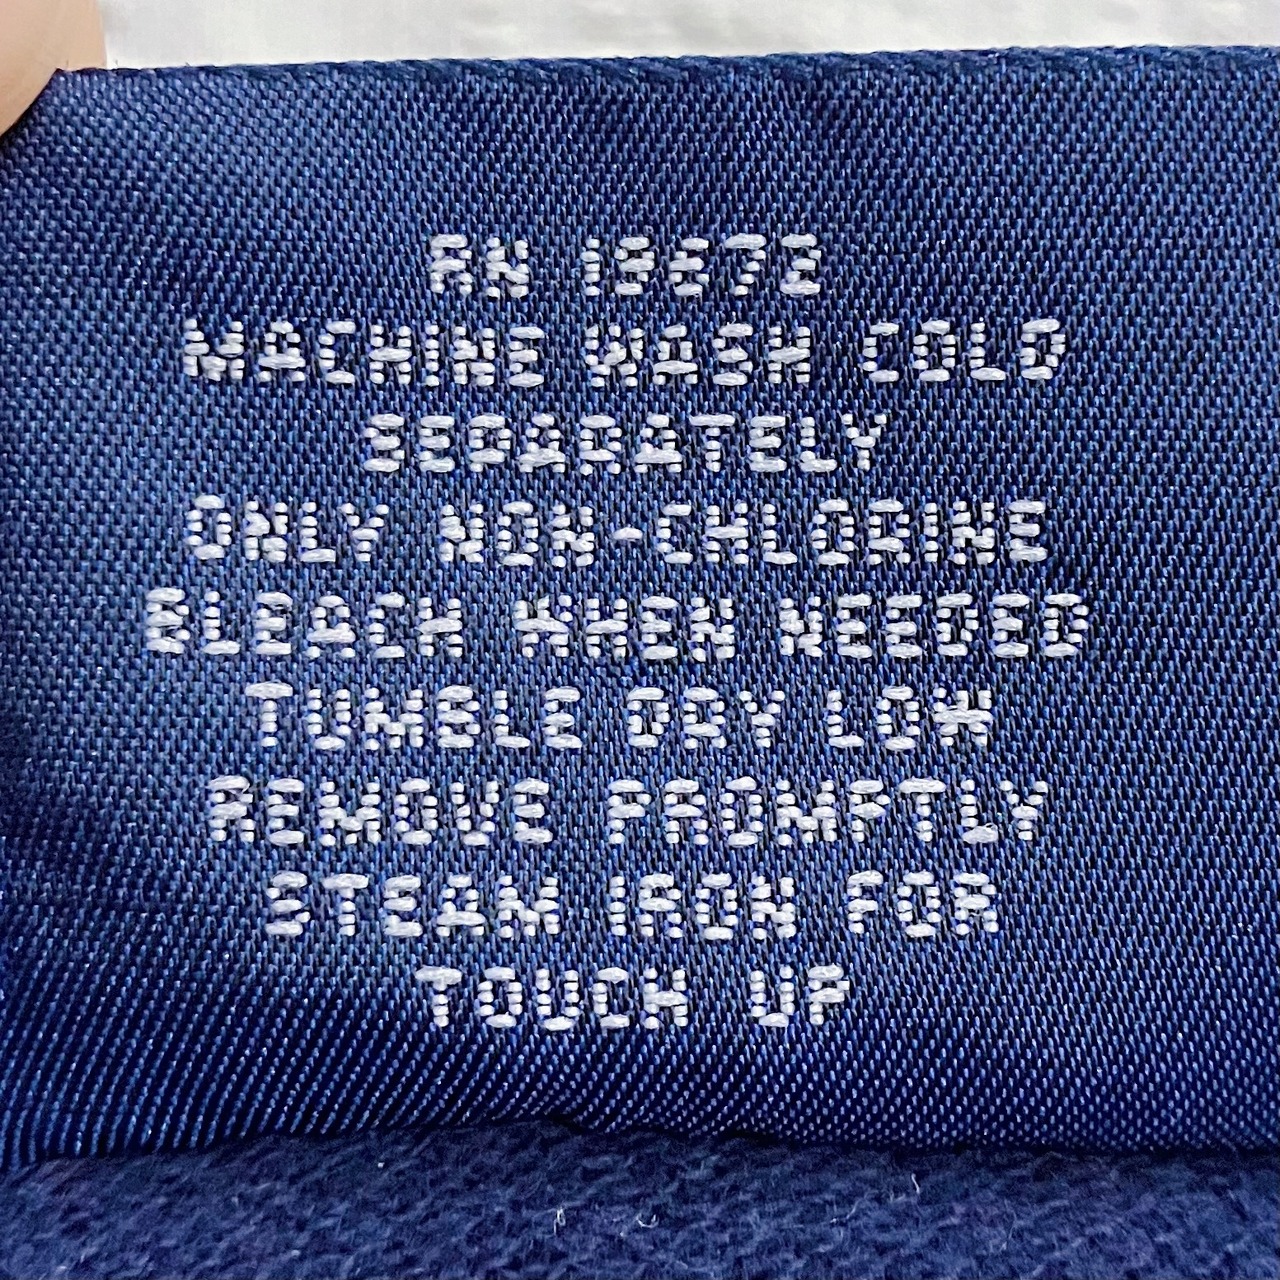 RN 19672
MACHINE WASH COLD
SEPARATELY
ONLY NON-CHLORINE
BLEACH WHEN NEEDED
TUMBLE DRY LOW
REMOVE PROMPTLY
STEAM IRON FOR
TOUCH UP